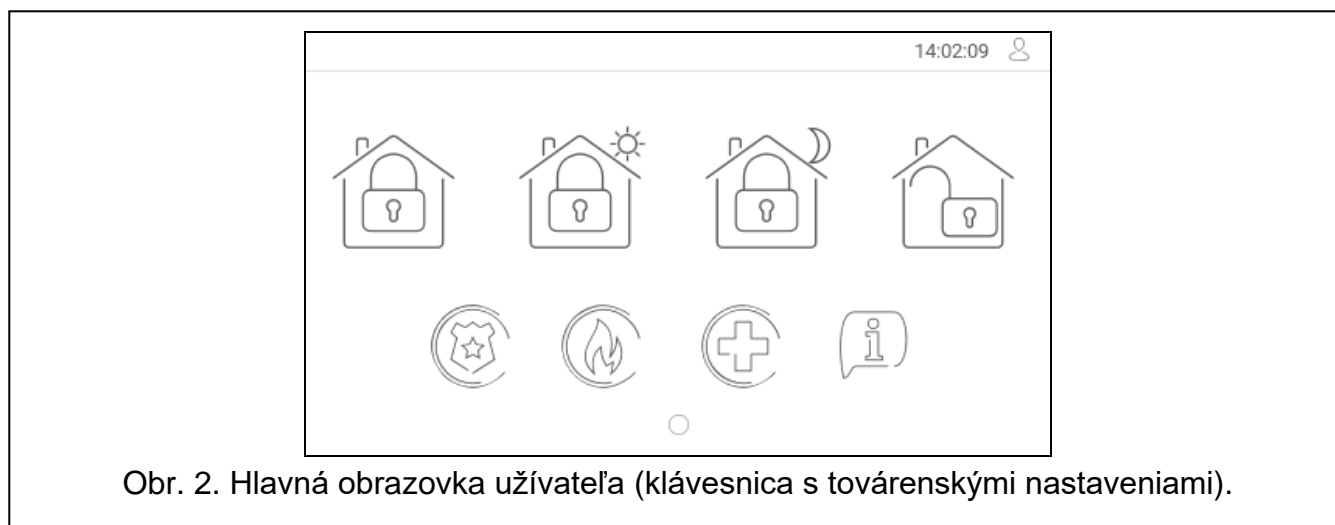 14:02:09
Obr. 2. Hlavná obrazovka užívateľa (klávesnica s továrenskými nastaveniami).